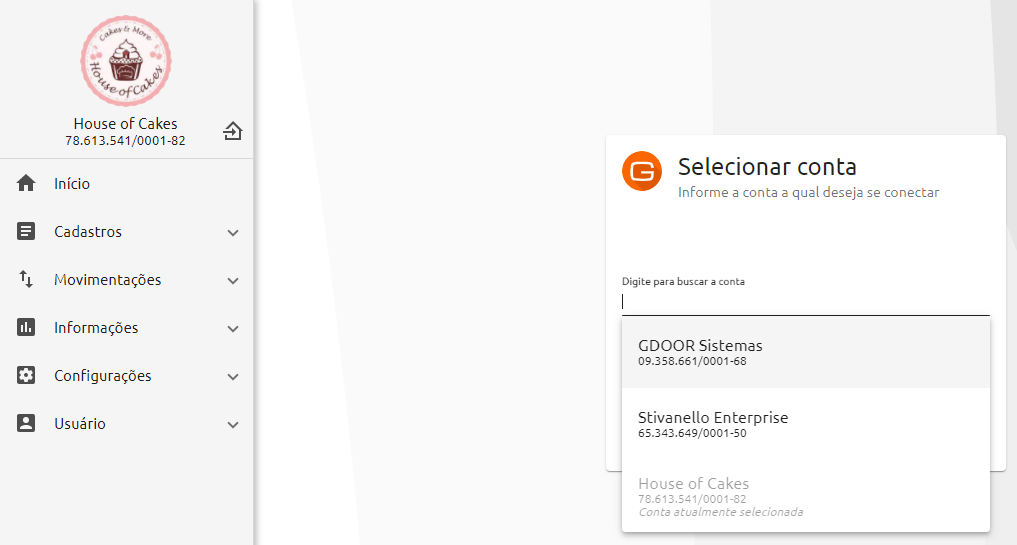 Cakes & More
House of Cakes
House of Cakes
78.613.541/0001-82
Início
Cadastros
Movimentações
Informações
Configurações
Usuário
G
Selecionar conta
Informe a conta a qual deseja se conectar
Digite para buscar a conta
GDOOR Sistemas
09.358.661/0001-68
Stivanello Enterprise
65.343.649/0001-50
House of Cakes
78.613.541/0001-82
Conta atualmente selecionada